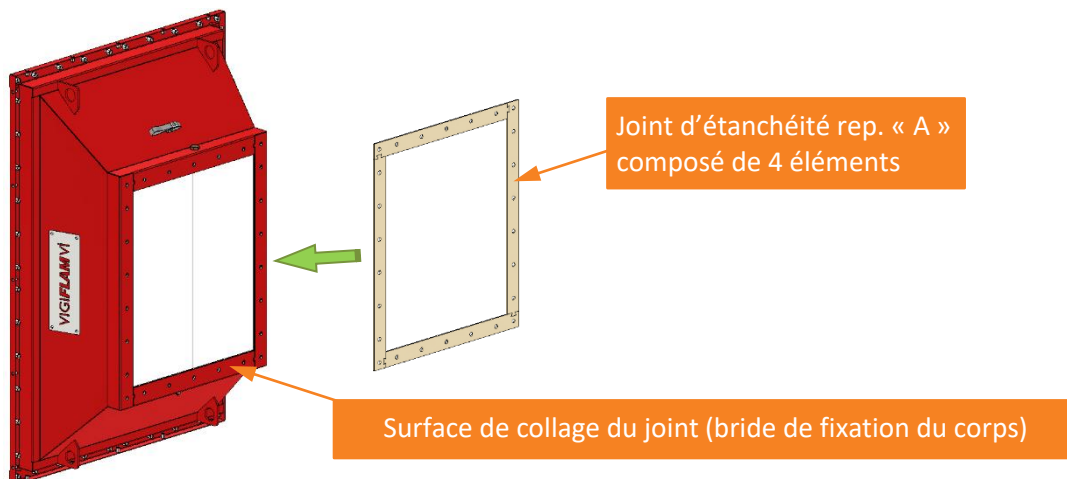 Joint d’étanchéité rep. « A »
composé de 4 éléments
VIGIFLAMVI
Surface de collage du joint (bride de fixation du corps)